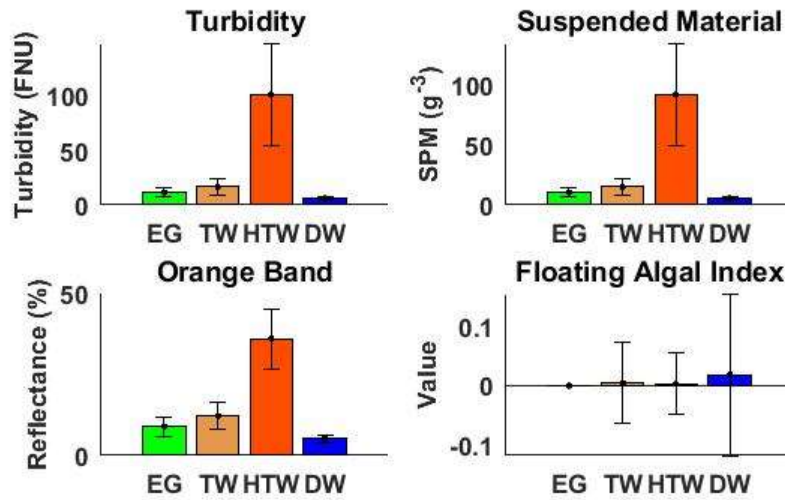 Turbidity
Turbidity (FNU)
100
50
0
EG TW HTW DW
Suspended Material
SPM (g⁻³)
100
50
0
EG TW HTW DW
Orange Band
Reflectance (%)
50
0
EG TW HTW DW
Floating Algal Index
Value
0.1
0
-0.1
EG TW HTW DW